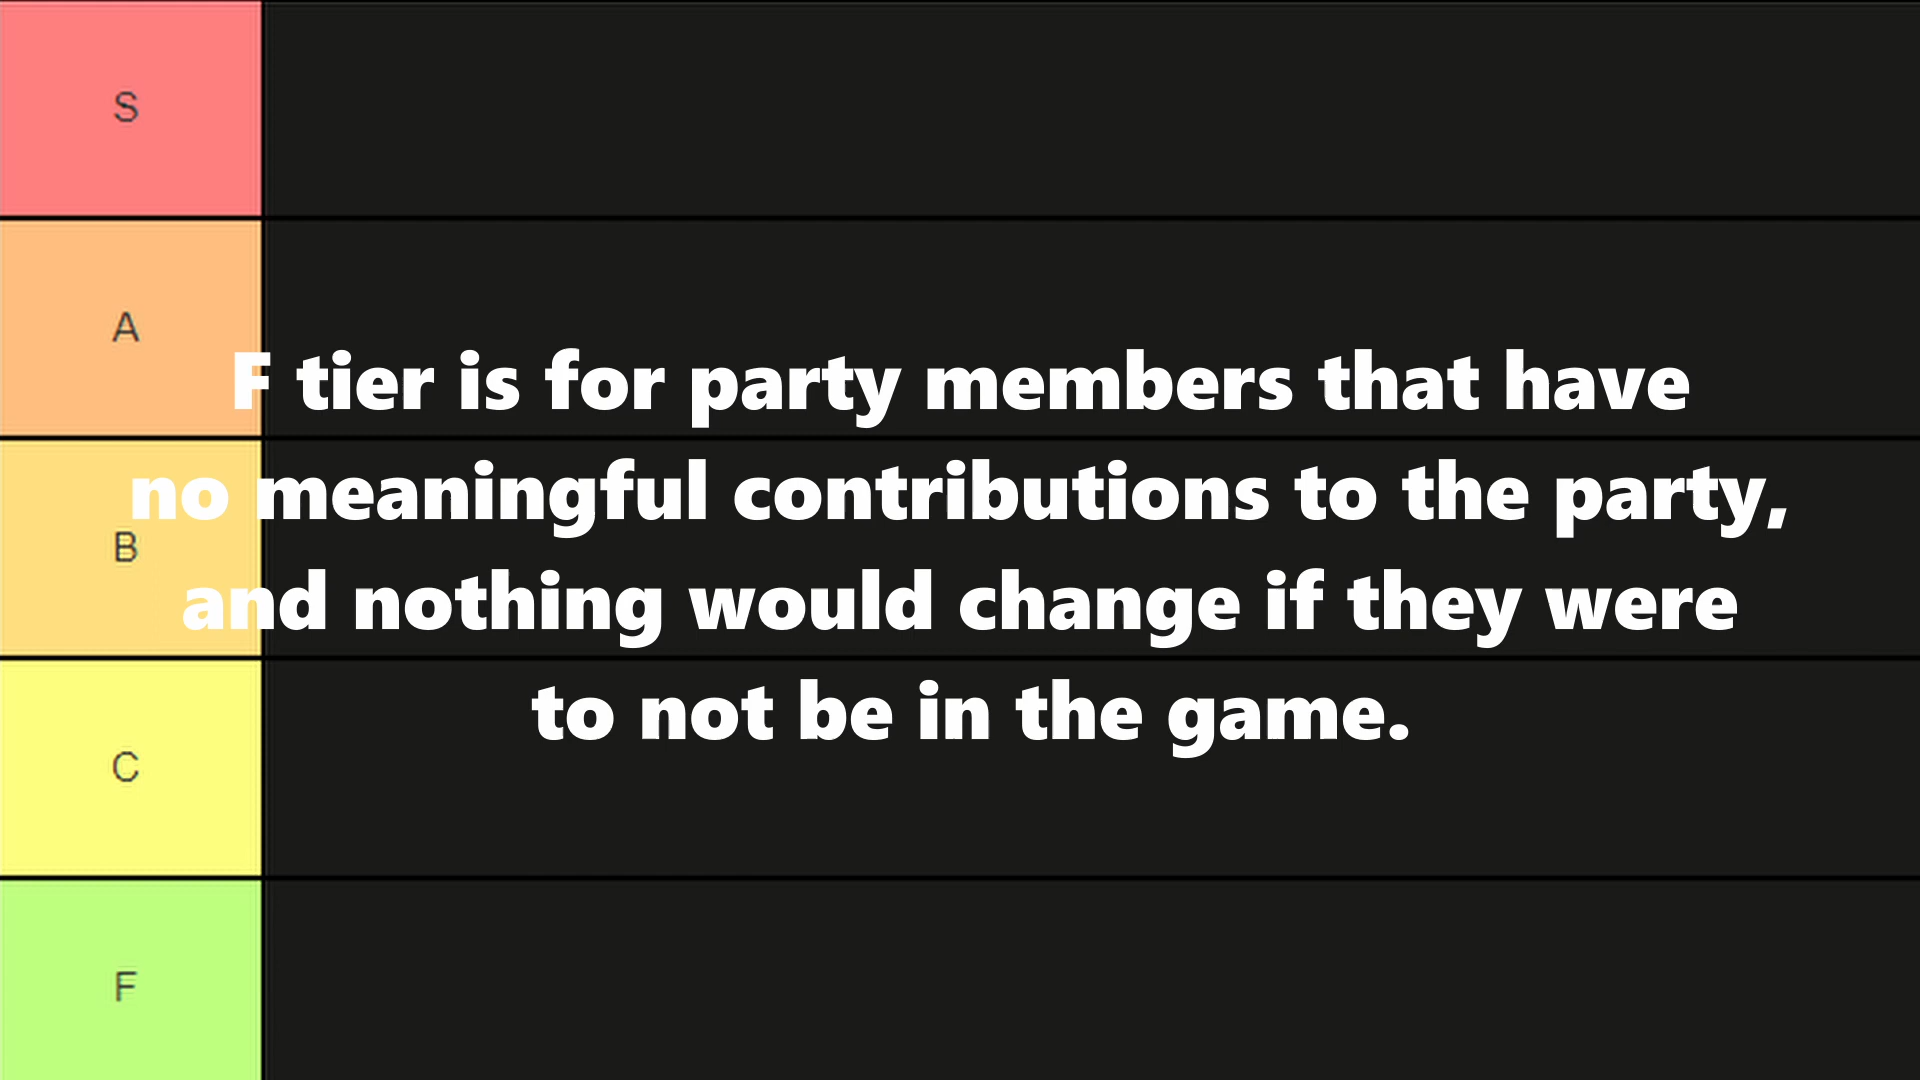 S
A
F tier is for party members that have
no meaningful contributions to the party,
B
and nothing would change if they were
to not be in the game.
C
F